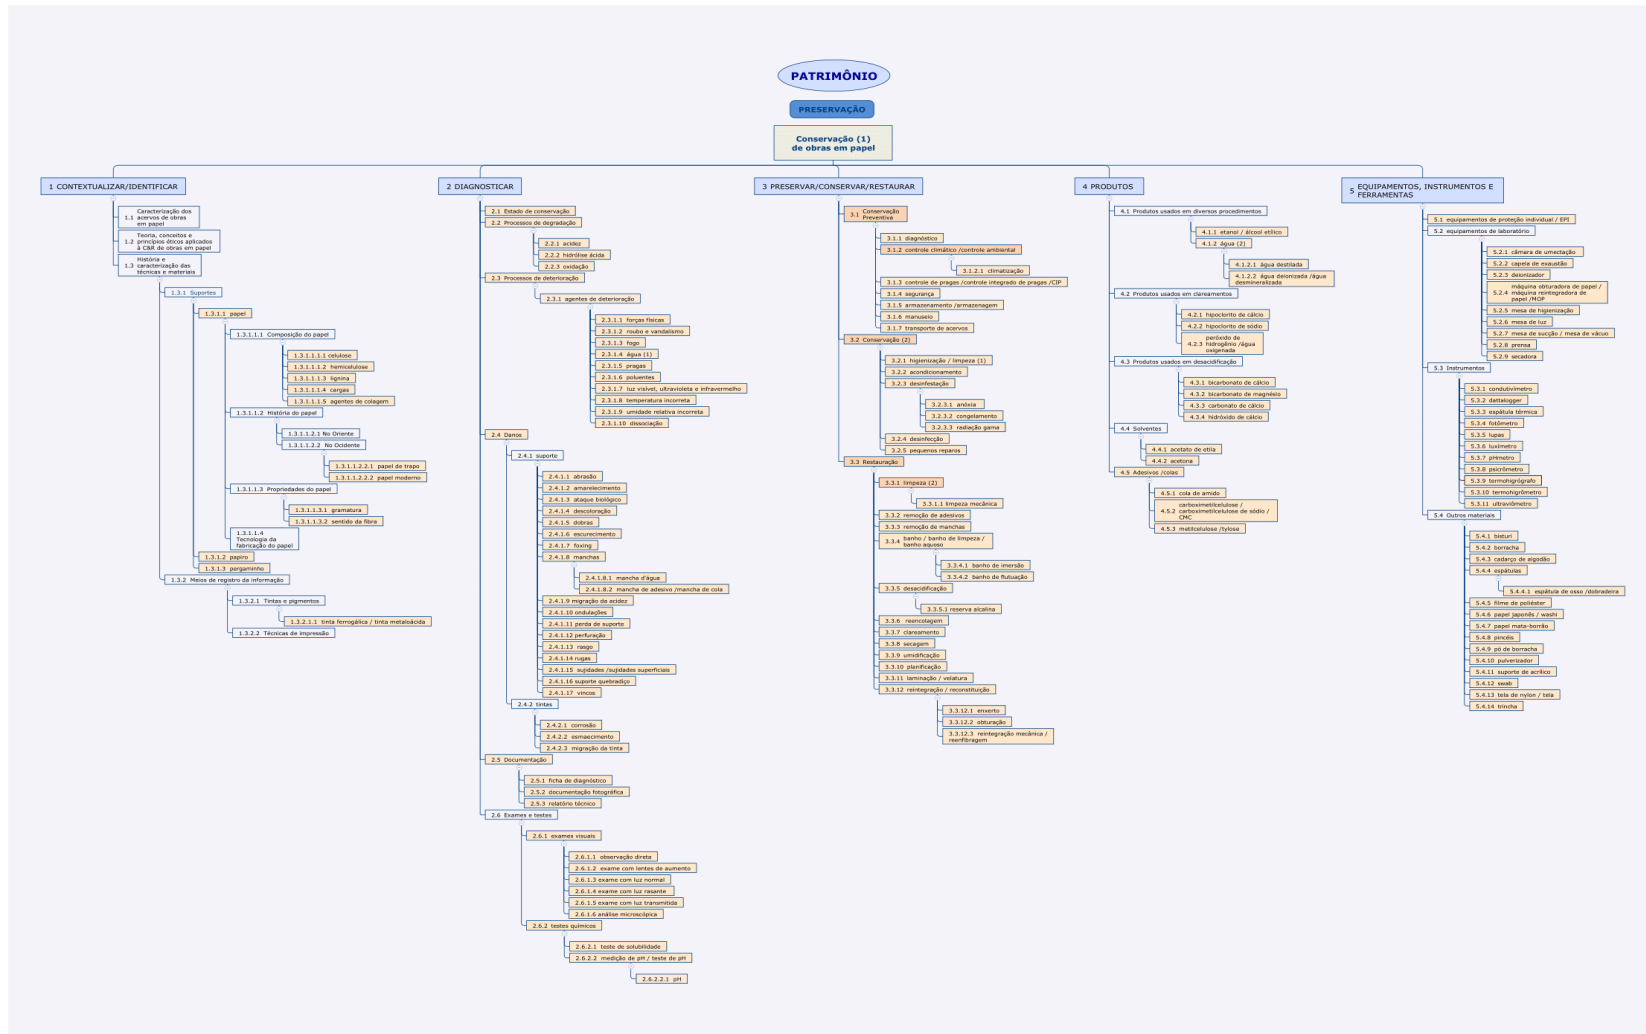 PATRIMÔNIO
PRESERVAÇÃO
Conservação (1)
de obras em papel
1 CONTEXTUALIZAR/IDENTIFICAR
1.1 Caracterização dos
acervos de obras
em papel
1.2 Teoria, conceitos e
princípios éticos aplicados
à C&R de obras em papel
1.3 História e
caracterização das
técnicas e materiais
1.3.1 Suportes
1.3.1.1 papel
1.3.1.1.1 Composição do papel
1.3.1.1.1.1 celulose
1.3.1.1.1.2 hemicelulose
1.3.1.1.1.3 lignina
1.3.1.1.1.4 cargas
1.3.1.1.1.5 agentes de colagem
1.3.1.1.2 História do papel
1.3.1.1.2.1 No Oriente
1.3.1.1.2.2 No Ocidente
1.3.1.1.2.2.1 papel de trapo
1.3.1.1.2.2.2 papel moderno
1.3.1.1.3 Propriedades do papel
1.3.1.1.3.1 gramatura
1.3.1.1.3.2 sentido da fibra
1.3.1.1.4
Tecnologia da
fabricação do papel
1.3.1.2 papiro
1.3.1.3 pergaminho
1.3.2 Meios de registro da informação
1.3.2.1 Tintas e pigmentos
1.3.2.1.1 tinta ferrogálica / tinta metaloácida
1.3.2.2 Técnicas de impressão
2 DIAGNOSTICAR
2.1 Estado de conservação
2.2 Processos de degradação
2.2.1 acidez
2.2.2 hidrólise ácida
2.2.3 oxidação
2.3 Processos de deterioração
2.3.1 agentes de deterioração
2.3.1.1 forças físicas
2.3.1.2 roubo e vandalismo
2.3.1.3 fogo
2.3.1.4 água (1)
2.3.1.5 pragas
2.3.1.6 poluentes
2.3.1.7 luz visível, ultravioleta e infravermelho
2.3.1.8 temperatura incorreta
2.3.1.9 umidade relativa incorreta
2.3.1.10 dissociação
2.4 Danos
2.4.1 suporte
2.4.1.1 abrasão
2.4.1.2 amarelecimento
2.4.1.3 ataque biológico
2.4.1.4 descoloração
2.4.1.5 dobras
2.4.1.6 escurecimento
2.4.1.7 foxing
2.4.1.8 manchas
2.4.1.8.1 mancha d'água
2.4.1.8.2 mancha de adesivo /mancha de cola
2.4.1.9 migração da acidez
2.4.1.10 ondulações
2.4.1.11 perda de suporte
2.4.1.12 perfuração
2.4.1.13 rasgo
2.4.1.14 rugas
2.4.1.15 sujidades /sujidades superficiais
2.4.1.16 suporte quebradiço
2.4.1.17 vincos
2.4.2 tintas
2.4.2.1 corrosão
2.4.2.2 esmaecimento
2.4.2.3 migração da tinta
2.5 Documentação
2.5.1 ficha de diagnóstico
2.5.2 documentação fotográfica
2.5.3 relatório técnico
2.6 Exames e testes
2.6.1 exames visuais
2.6.1.1 observação direta
2.6.1.2 exame com lentes de aumento
2.6.1.3 exame com luz normal
2.6.1.4 exame com luz rasante
2.6.1.5 exame com luz transmitida
2.6.1.6 análise microscópica
2.6.2 testes químicos
2.6.2.1 teste de solubilidade
2.6.2.2 medição de pH / teste de pH
2.6.2.2.1 pH
3 PRESERVAR/CONSERVAR/RESTAURAR
3.1 Conservação
Preventiva
3.1.1 diagnóstico
3.1.2 controle climático /controle ambiental
3.1.2.1 climatização
3.1.3 controle de pragas /controle integrado de pragas /CIP
3.1.4 segurança
3.1.5 armazenamento /armazenagem
3.1.6 manuseio
3.1.7 transporte de acervos
3.2 Conservação (2)
3.2.1 higienização / limpeza (1)
3.2.2 acondicionamento
3.2.3 desinfestação
3.2.3.1 anóxia
3.2.3.2 congelamento
3.2.3.3 radiação gama
3.2.4 desinfecção
3.2.5 pequenos reparos
3.3 Restauração
3.3.1 limpeza (2)
3.3.1.1 limpeza mecânica
3.3.2 remoção de adesivos
3.3.3 remoção de manchas
3.3.4 banho / banho de limpeza /
banho aquoso
3.3.4.1 banho de imersão
3.3.4.2 banho de flutuação
3.3.5 desacidificação
3.3.5.1 reserva alcalina
3.3.6 reencolagem
3.3.7 clareamento
3.3.8 secagem
3.3.9 umidificação
3.3.10 planificação
3.3.11 laminação / velatura
3.3.12 reintegração / reconstituição
3.3.12.1 enxerto
3.3.12.2 obturação
3.3.12.3 reintegração mecânica /
reenfibragem
4 PRODUTOS
4.1 Produtos usados em diversos procedimentos
4.1.1 etanol / álcool etílico
4.1.2 água (2)
4.1.2.1 água destilada
4.1.2.2 água deionizada /água
desmineralizada
4.2 Produtos usados em clareamentos
4.2.1 hipoclorito de cálcio
4.2.2 hipoclorito de sódio
4.2.3 peróxido de
hidrogênio /água
oxigenada
4.3 Produtos usados em desacidificação
4.3.1 bicarbonato de cálcio
4.3.2 bicarbonato de magnésio
4.3.3 carbonato de cálcio
4.3.4 hidróxido de cálcio
4.4 Solventes
4.4.1 acetato de etila
4.4.2 acetona
4.5 Adesivos /colas
4.5.1 cola de amido
4.5.2 carboximetilcelulose /
carboximetilcelulose de sódio /
CMC
4.5.3 metilcelulose /tylose
5 EQUIPAMENTOS, INSTRUMENTOS E
FERRAMENTAS
5.1 equipamentos de proteção individual / EPI
5.2 equipamentos de laboratório
5.2.1 câmara de umectação
5.2.2 capela de exaustão
5.2.3 deionizador
5.2.4 máquina obturadora de papel /
máquina reintegradora de
papel /MOP
5.2.5 mesa de higienização
5.2.6 mesa de luz
5.2.7 mesa de sucção / mesa de vácuo
5.2.8 prensa
5.2.9 secadora
5.3 Instrumentos
5.3.1 condutivímetro
5.3.2 dattalogger
5.3.3 espátula térmica
5.3.4 fotômetro
5.3.5 lupas
5.3.6 luxímetro
5.3.7 pHmetro
5.3.8 psicrômetro
5.3.9 termohigrógrafo
5.3.10 termohigrômetro
5.3.11 ultraviômetro
5.4 Outros materiais
5.4.1 bisturi
5.4.2 borracha
5.4.3 cadarço de algodão
5.4.4 espátulas
5.4.4.1 espátula de osso /dobradeira
5.4.5 filme de poliéster
5.4.6 papel japonês / washi
5.4.7 papel mata-borrão
5.4.8 pincéis
5.4.9 pó de borracha
5.4.10 pulverizador
5.4.11 suporte de acrílico
5.4.12 swab
5.4.13 tela de nylon / tela
5.4.14 trincha